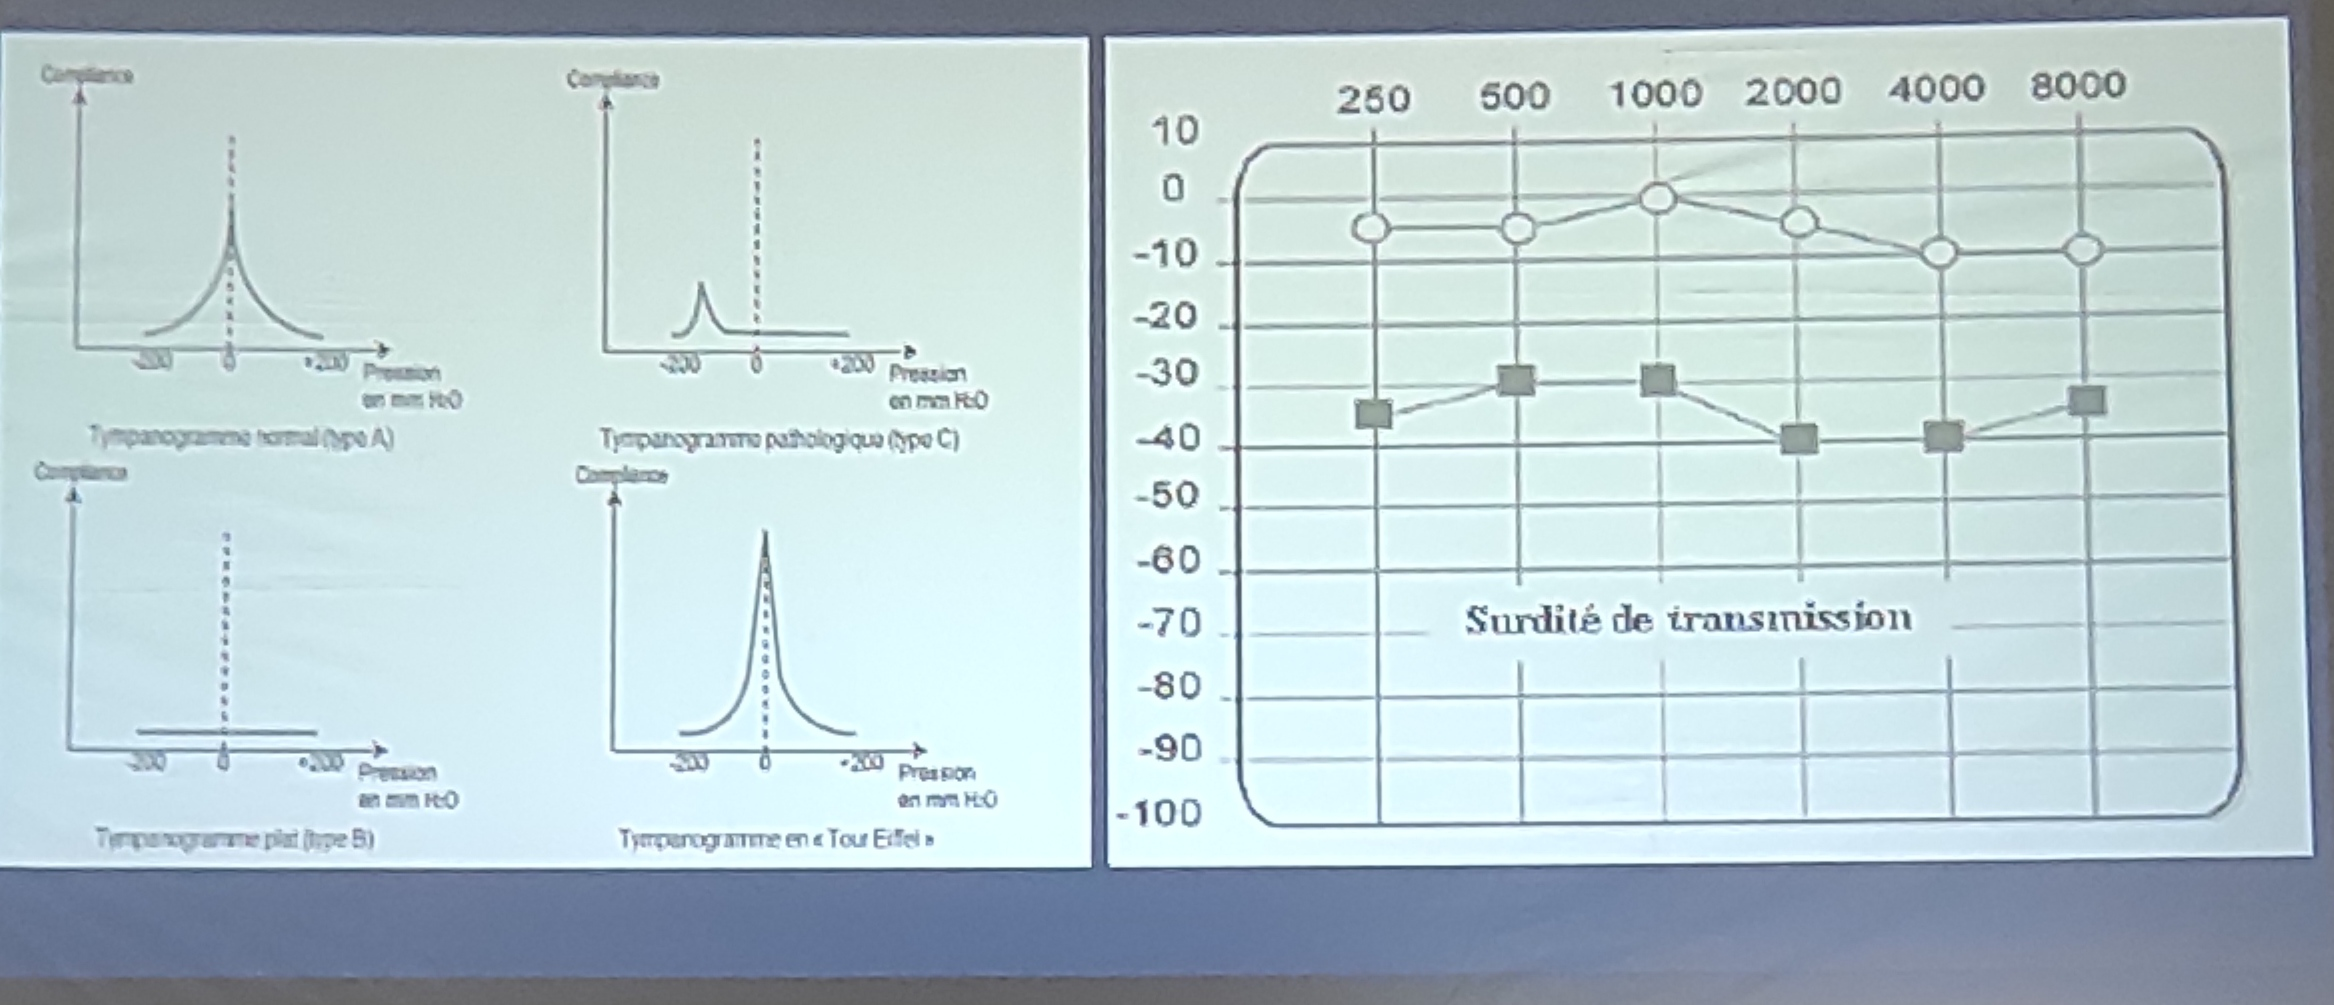 Compliance
-200 0 +200 Pression
en mm H₂O
Tympanogramme normal (type A)
Compliance
-200 0 +200 Pression
en mm H₂O
Tympanogramme pathologique (type C)
Compliance
-200 0 +200 Pression
en mm H₂O
Tympanogramme plat (type B)
Compliance
-200 0 +200 Pression
en mm H₂O
Tympanogramme en « Tour Eiffel »
250 500 1000 2000 4000 8000
10
0
-10
-20
-30
-40
-50
-60
-70
-80
-90
-100
Surdité de transmission